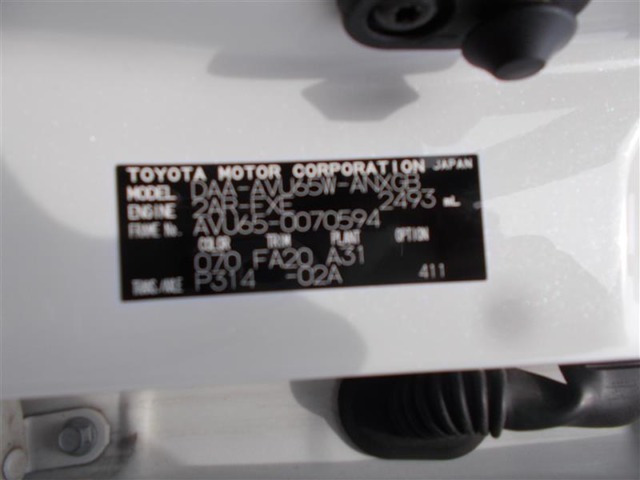 TOYOTA MOTOR CORPORATION JAPAN
MODEL DAA-AVU65W-ANXGB
ENGINE 2AR-FXE 2493 mL
FRAME No. AVU65-0070594
COLOR TRIM PLANT OPTION
070 FA20 A31
TRANS/AXLE P314 -02A 411